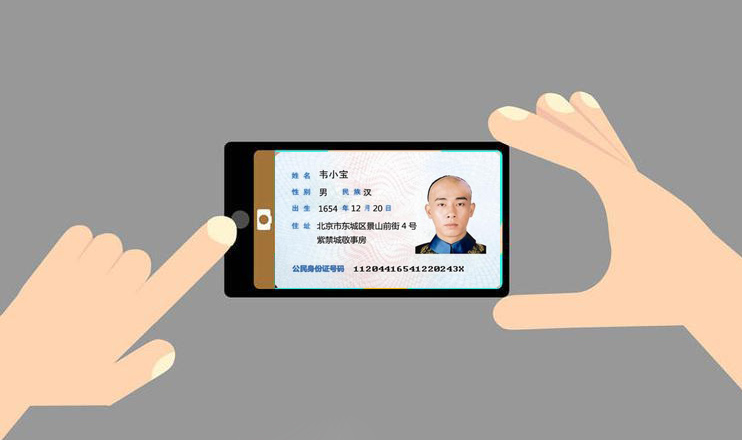 姓名 韦小宝
性别 男 民族 汉
出生 1654 年 12 月 20 日
住址 北京市东城区景山前街4号
紫禁城敬事房
公民身份证号码 11204416541220243X